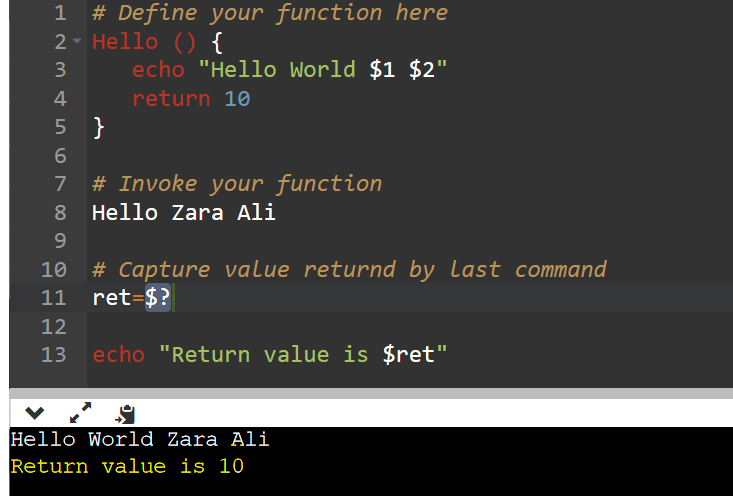 1 # Define your function here
2 Hello () {
3 echo "Hello World $1 $2"
4 return 10
5 }
6
7 # Invoke your function
8 Hello Zara Ali
9
10 # Capture value returnd by last command
11 ret=$?
12
13 echo "Return value is $ret"
Hello World Zara Ali
Return value is 10